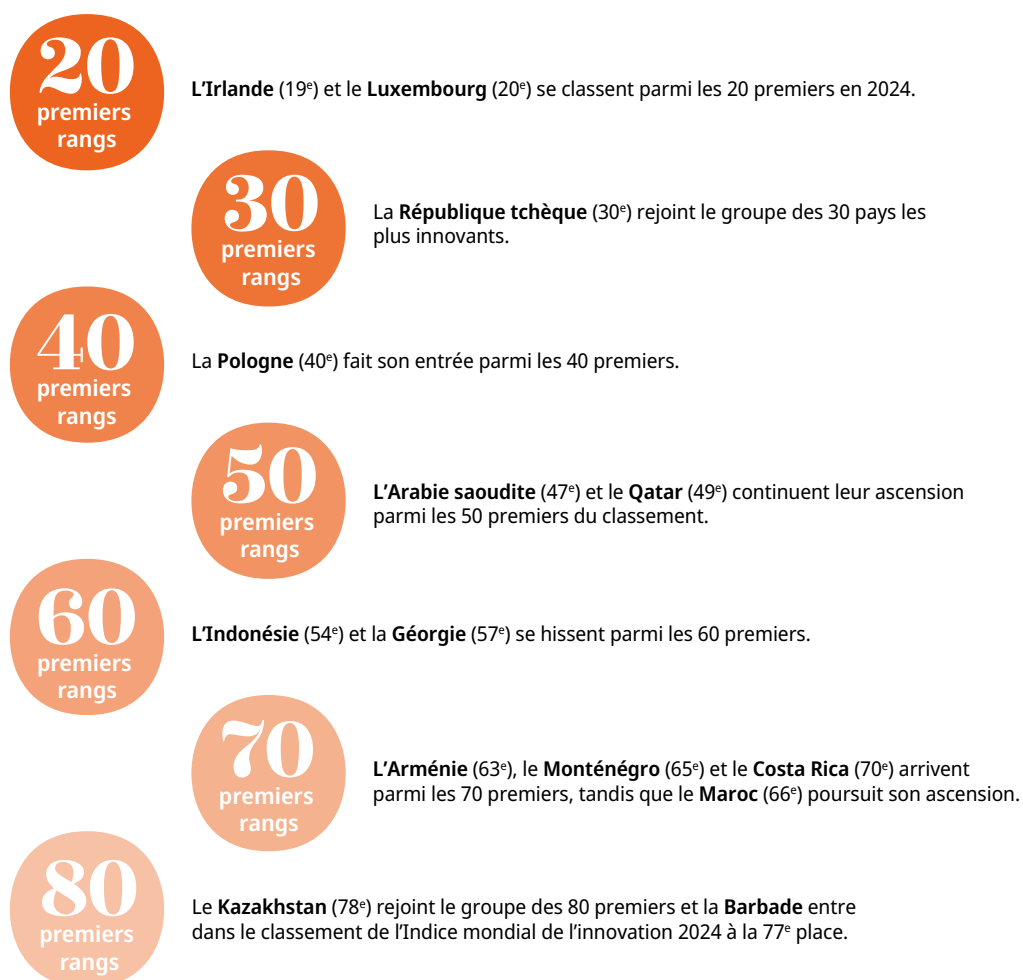 20
premiers
rangs
L’Irlande (19e) et le Luxembourg (20e) se classent parmi les 20 premiers en 2024.
30
premiers
rangs
La République tchèque (30e) rejoint le groupe des 30 pays les
plus innovants.
40
premiers
rangs
La Pologne (40e) fait son entrée parmi les 40 premiers.
50
premiers
rangs
L’Arabie saoudite (47e) et le Qatar (49e) continuent leur ascension
parmi les 50 premiers du classement.
60
premiers
rangs
L’Indonésie (54e) et la Géorgie (57e) se hissent parmi les 60 premiers.
70
premiers
rangs
L’Arménie (63e), le Monténégro (65e) et le Costa Rica (70e) arrivent
parmi les 70 premiers, tandis que le Maroc (66e) poursuit son ascension.
80
premiers
rangs
Le Kazakhstan (78e) rejoint le groupe des 80 premiers et la Barbade entre
dans le classement de l’Indice mondial de l’innovation 2024 à la 77e place.